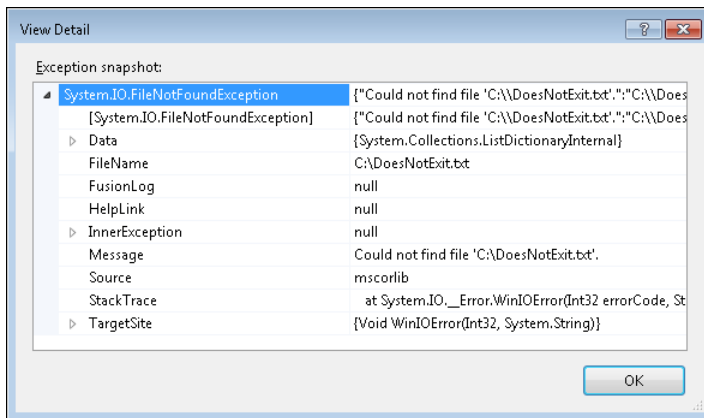 View Detail
Exception snapshot:
System.IO.FileNotFoundException {"Could not find file 'C:\\DoesNotExit.txt'.":"C:\\Does
[System.IO.FileNotFoundException] {"Could not find file 'C:\\DoesNotExit.txt'.":"C:\\Does
Data {System.Collections.ListDictionaryInternal}
FileName C:\DoesNotExit.txt
FusionLog null
HelpLink null
InnerException null
Message Could not find file 'C:\DoesNotExit.txt'.
Source mscorlib
StackTrace at System.IO.__Error.WinIOError(Int32 errorCode, St
TargetSite {Void WinIOError(Int32, System.String)}
OK